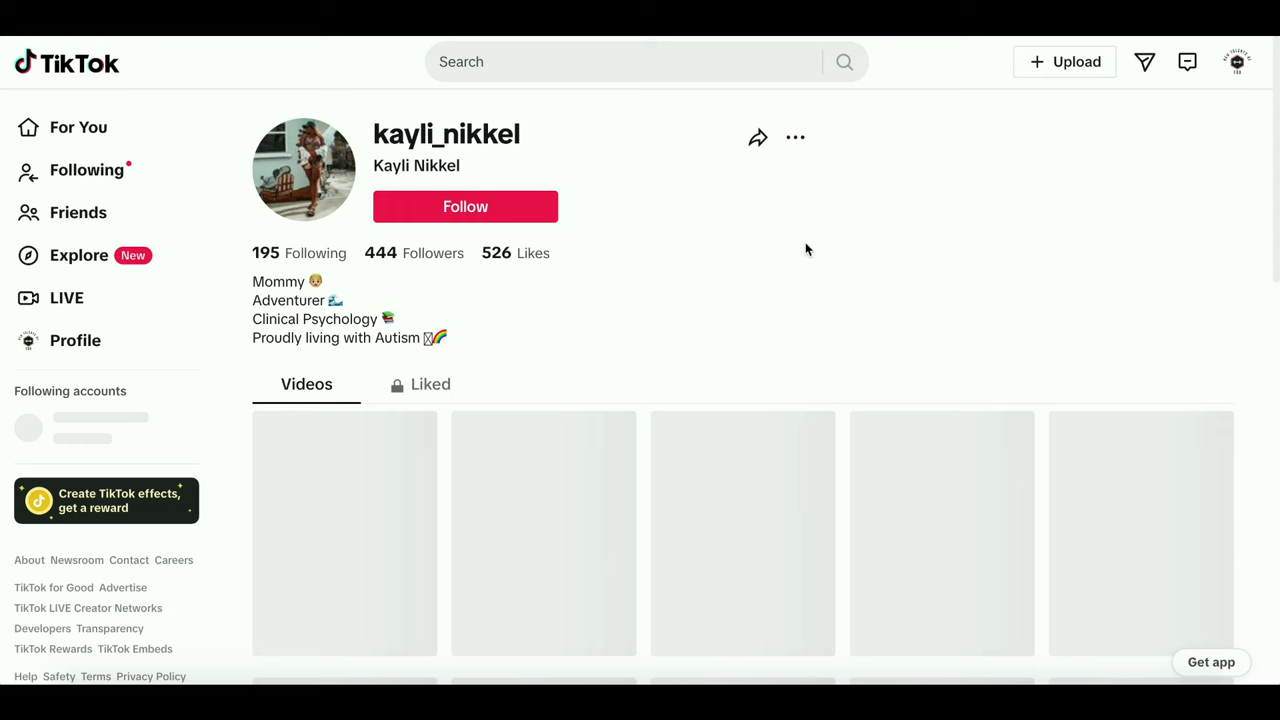 TikTok
Search
Upload
For You
Following
Friends
Explore New
LIVE
Profile
Following accounts
Create TikTok effects,
get a reward
About Newsroom Contact Careers
TikTok for Good Advertise
TikTok LIVE Creator Networks
Developers Transparency
TikTok Rewards TikTok Embeds
Help Safety Terms Privacy Policy
kayli_nikkel
Kayli Nikkel
Follow
195 Following 444 Followers 526 Likes
Mommy
Adventurer 🌊
Clinical Psychology 📚
Proudly living with Autism 🌈
Videos Liked
Get app